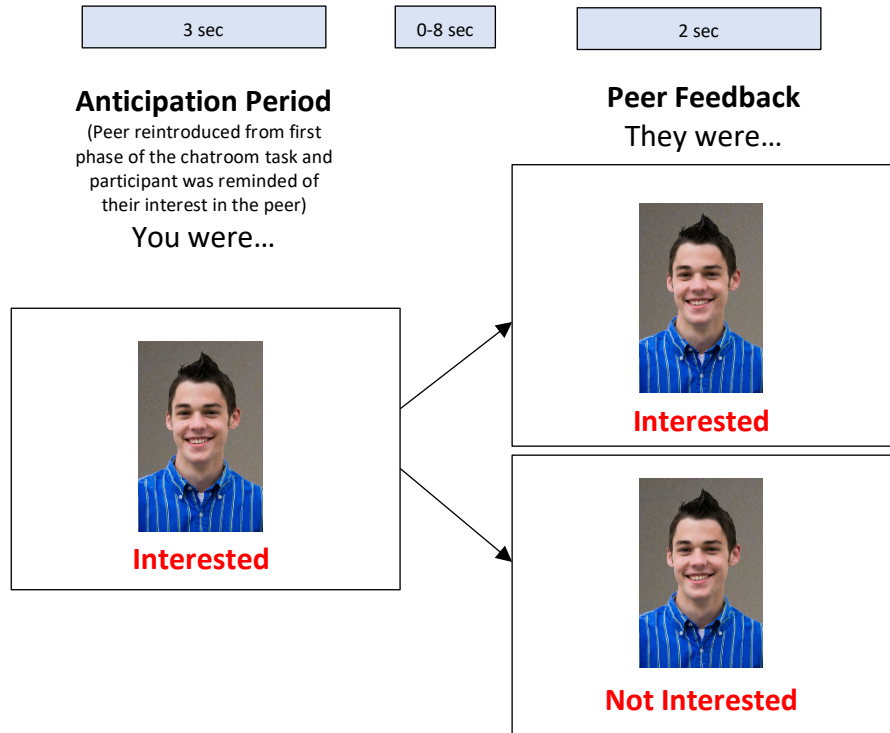 3 sec
0-8 sec
2 sec
Anticipation Period
(Peer reintroduced from first
phase of the chatroom task and
participant was reminded of
their interest in the peer)
You were…
Interested
Peer Feedback
They were…
Interested
Not Interested